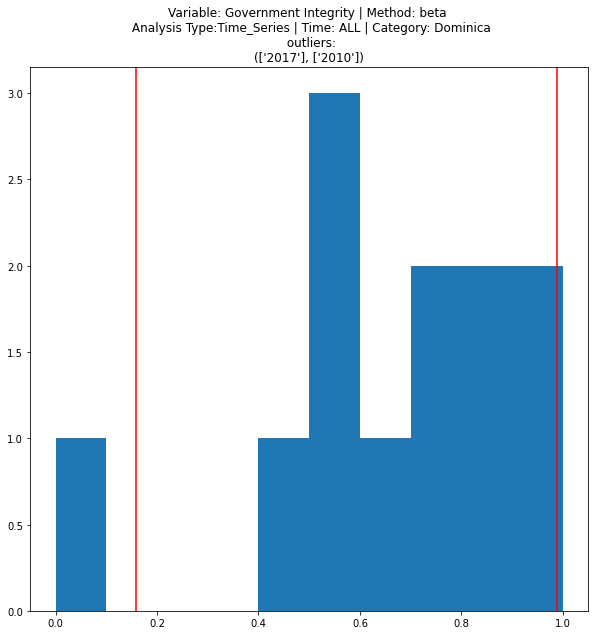 Variable: Government Integrity | Method: beta
Analysis Type:Time_Series | Time: ALL | Category: Dominica
outliers:
(['2017'], ['2010'])
3.0
2.5
2.0
1.5
1.0
0.5
0.0
0.0 0.2 0.4 0.6 0.8 1.0